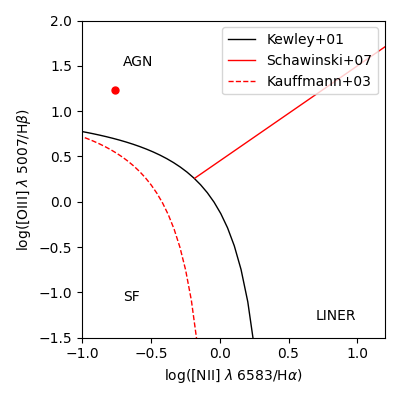 2.0
1.5
1.0
0.5
0.0
−0.5
−1.0
−1.5
log([OIII] λ 5007/Hβ)
AGN
Kewley+01
Schawinski+07
Kauffmann+03
SF
LINER
−1.0 −0.5 0.0 0.5 1.0
log([NII] λ 6583/Hα)